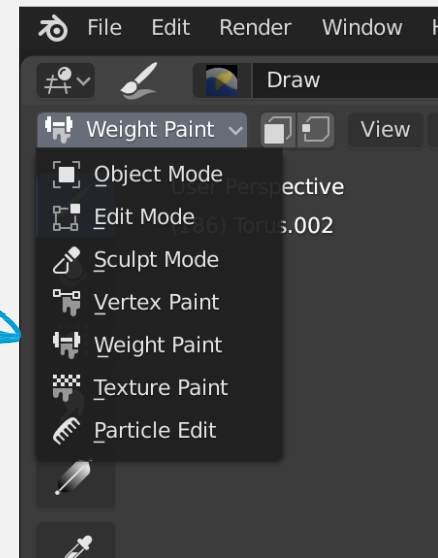 File Edit Render Window
Draw
Weight Paint View
Object Mode
User Perspective
Edit Mode
(186) Torus.002
Sculpt Mode
Vertex Paint
Weight Paint
Texture Paint
Particle Edit